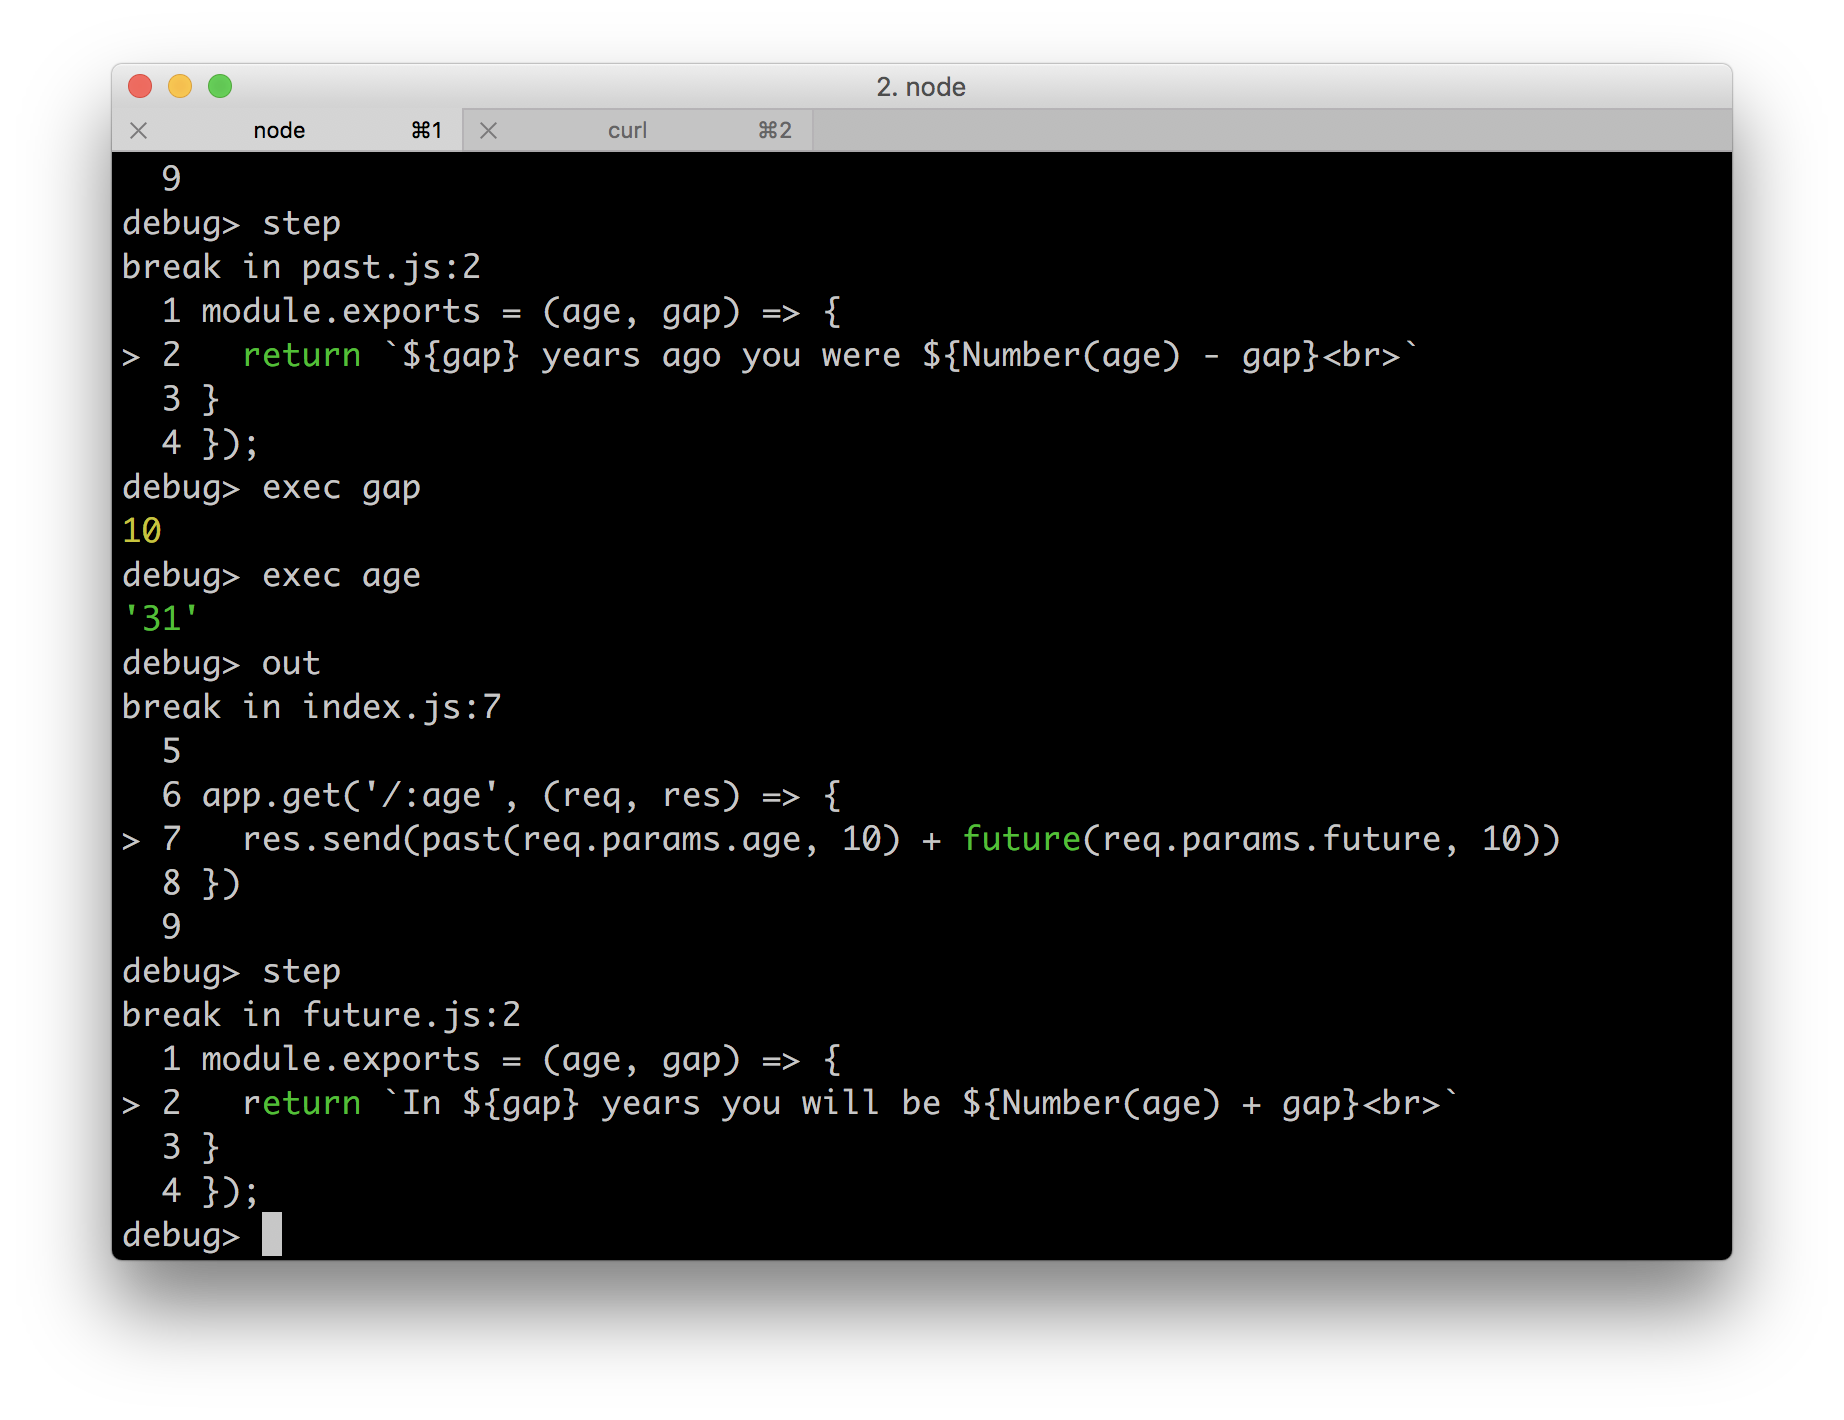 2. node
node ⌘1 curl ⌘2
  9
debug> step
break in past.js:2
  1 module.exports = (age, gap) => {
> 2   return `${gap} years ago you were ${Number(age) - gap}<br>`
  3 }
  4 });
debug> exec gap
10
debug> exec age
'31'
debug> out
break in index.js:7
  5
  6 app.get('/:age', (req, res) => {
> 7   res.send(past(req.params.age, 10) + future(req.params.future, 10))
  8 })
  9
debug> step
break in future.js:2
  1 module.exports = (age, gap) => {
> 2   return `In ${gap} years you will be ${Number(age) + gap}<br>`
  3 }
  4 });
debug>